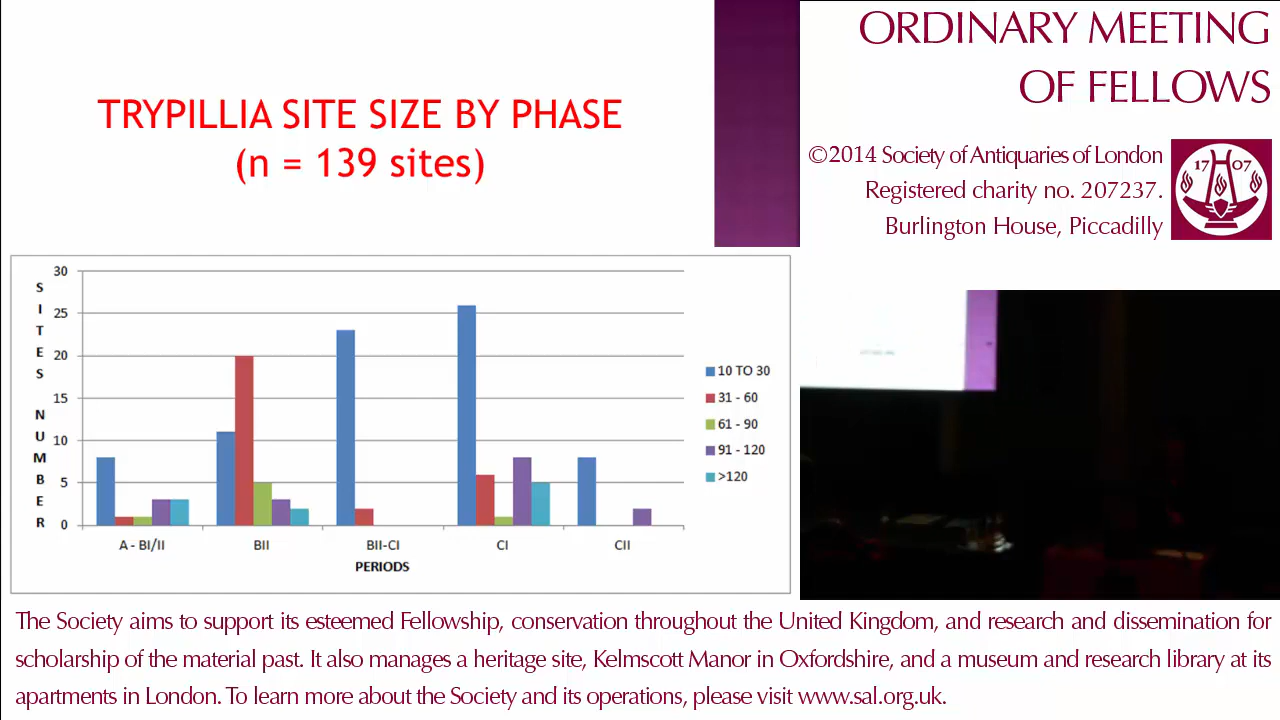 TRYPILLIA SITE SIZE BY PHASE
(n = 139 sites)
ORDINARY MEETING
OF FELLOWS
©2014 Society of Antiquaries of London
Registered charity no. 207237.
Burlington House, Piccadilly
17 07
SITES NUMBER
30
25
20
15
10
5
0
A - BI/II BII BII-CI CI CII
PERIODS
10 TO 30
31 - 60
61 - 90
91 - 120
>120
The Society aims to support its esteemed Fellowship, conservation throughout the United Kingdom, and research and dissemination for
scholarship of the material past. It also manages a heritage site, Kelmscott Manor in Oxfordshire, and a museum and research library at its
apartments in London. To learn more about the Society and its operations, please visit www.sal.org.uk.